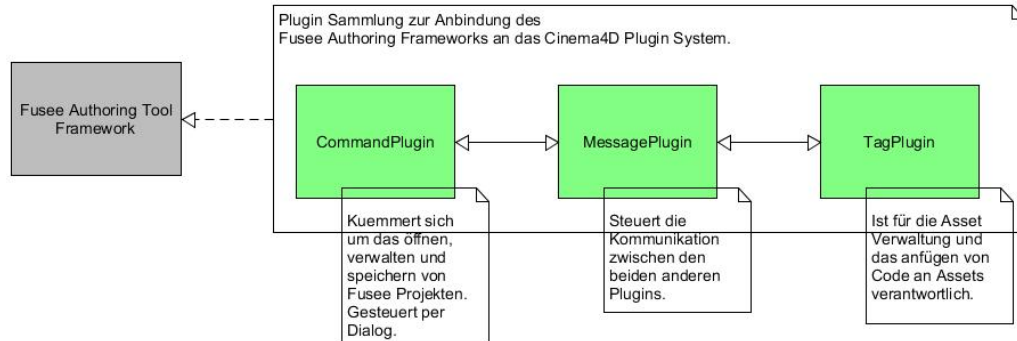 Plugin Sammlung zur Anbindung des
Fusee Authoring Frameworks an das Cinema4D Plugin System.
Fusee Authoring Tool
Framework
CommandPlugin
MessagePlugin
TagPlugin
Kuemmert sich
um das öffnen,
verwalten und
speichern von
Fusee Projekten.
Gesteuert per
Dialog.
Steuert die
Kommunikation
zwischen den
beiden anderen
Plugins.
Ist für die Asset
Verwaltung und
das anfügen von
Code an Assets
verantwortlich.